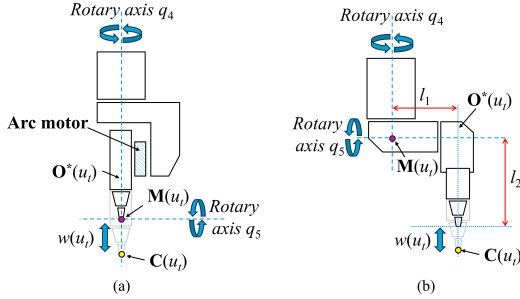 Rotary axis q4
Arc motor
O*(ut)
M(ut)
Rotary
axis q5
w(ut)
C(ut)
(a)
Rotary axis q4
l1
O*(ut)
Rotary
axis q5
M(ut)
l2
w(ut)
C(ut)
(b)